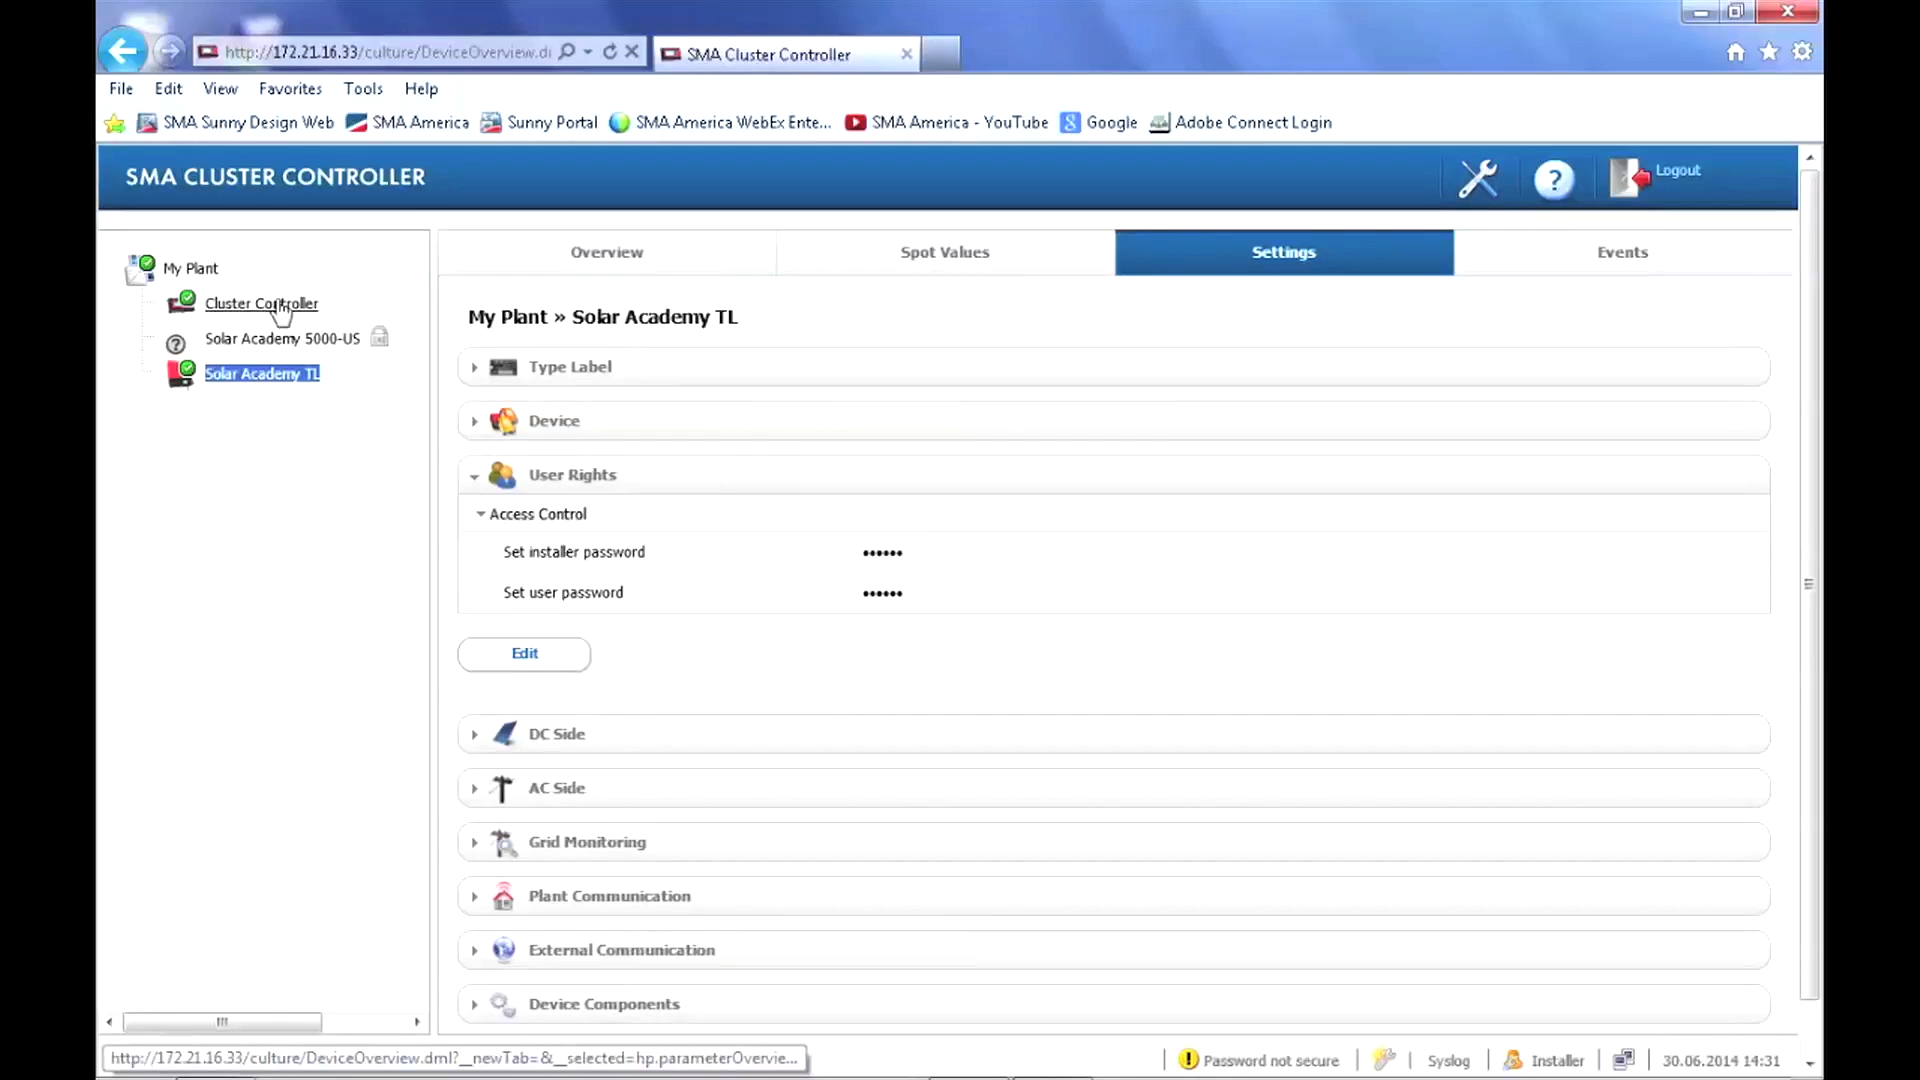 http://172.21.16.33/culture/DeviceOverview.dı
SMA Cluster Controller
File Edit View Favorites Tools Help
SMA Sunny Design Web SMA America Sunny Portal SMA America WebEx Ente... SMA America - YouTube Google Adobe Connect Login
SMA CLUSTER CONTROLLER
Logout
My Plant
Cluster Controller
Solar Academy 5000-US
Solar Academy TL
Overview Spot Values Settings Events
My Plant » Solar Academy TL
Type Label
Device
User Rights
Access Control
Set installer password ••••••
Set user password ••••••
Edit
DC Side
AC Side
Grid Monitoring
Plant Communication
External Communication
Device Components
http://172.21.16.33/culture/DeviceOverview.dml?__newTab=&__selected=hp.parameterOvervie...
Password not secure Syslog Installer 30.06.2014 14:31